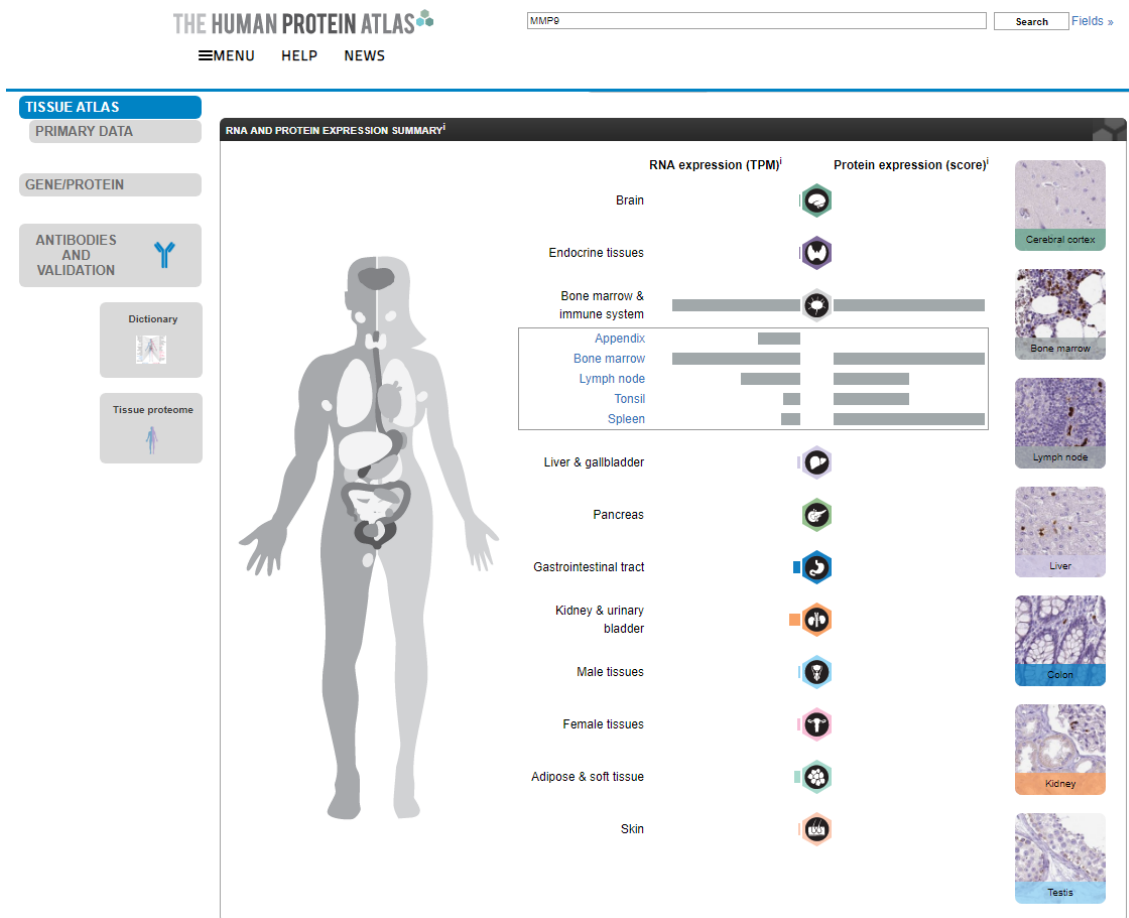 THE HUMAN PROTEIN ATLAS
MMP9
Search
Fields »
MENU HELP NEWS
TISSUE ATLAS
PRIMARY DATA
GENE/PROTEIN
ANTIBODIES
AND
VALIDATION
Dictionary
Tissue proteome
RNA AND PROTEIN EXPRESSION SUMMARYi
RNA expression (TPM)i
Protein expression (score)i
Brain
Endocrine tissues
Bone marrow &
immune system
Appendix
Bone marrow
Lymph node
Tonsil
Spleen
Liver & gallbladder
Pancreas
Gastrointestinal tract
Kidney & urinary
bladder
Male tissues
Female tissues
Adipose & soft tissue
Skin
Cerebral cortex
Bone marrow
Lymph node
Liver
Colon
Kidney
Testis